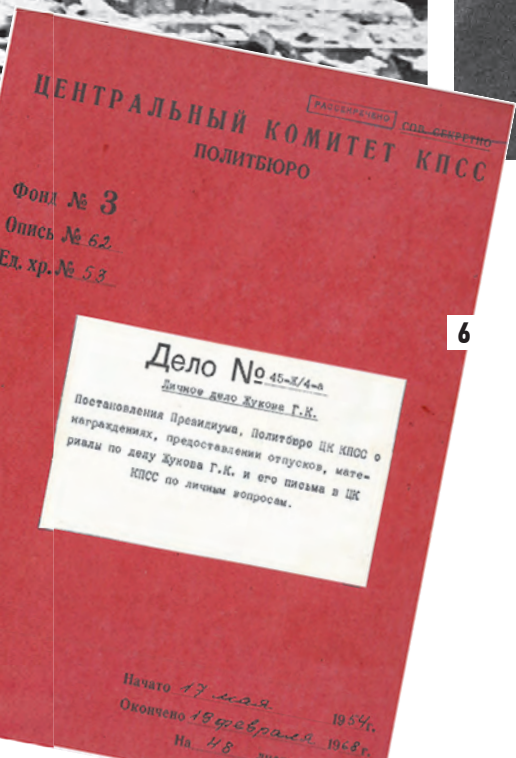 РАССЕКРЕЧЕНО
СОВ. СЕКРЕТНО
ЦЕНТРАЛЬНЫЙ КОМИТЕТ КПСС
ПОЛИТБЮРО
Фонд № 3
Опись № 62
Ед. хр. № 53
6
Дело № 45-Ж/4-а
Личное дело Жукова Г.К.
Постановления Президиума, Политбюро ЦК КПСС о
награждениях, предоставлении отпусков, мате-
риалы по делу Жукова Г.К. и его письма в ЦК
КПСС по личным вопросам.
Начато 17 мая 1954г.
Окончено 19 февраля 1968г.
На 48